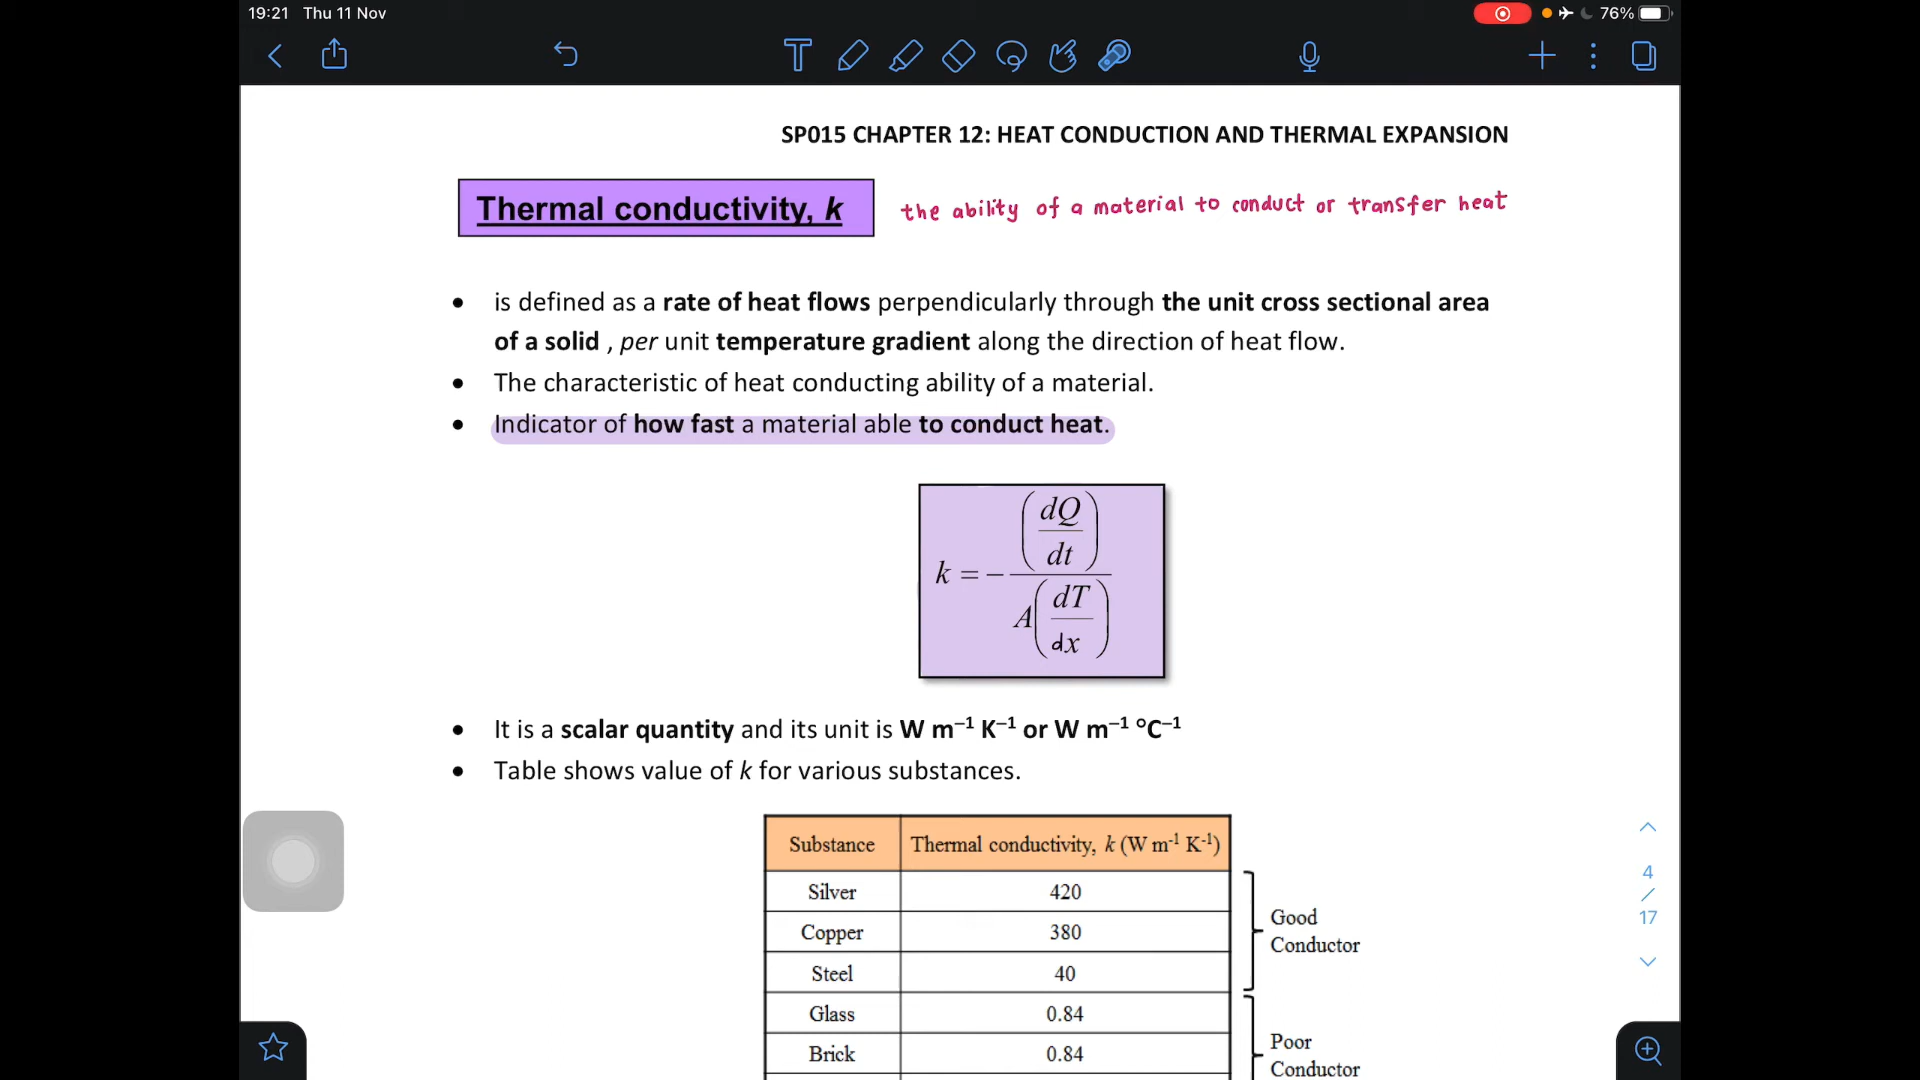 19:21 Thu 11 Nov
76%
SP015 CHAPTER 12: HEAT CONDUCTION AND THERMAL EXPANSION
Thermal conductivity, k
the ability of a material to conduct or transfer heat
• is defined as a rate of heat flows perpendicularly through the unit cross sectional area
of a solid , per unit temperature gradient along the direction of heat flow.
• The characteristic of heat conducting ability of a material.
• Indicator of how fast a material able to conduct heat.
k = − (dQ/dt) / A(dT/dx)
• It is a scalar quantity and its unit is W m⁻¹ K⁻¹ or W m⁻¹ °C⁻¹
• Table shows value of k for various substances.
Substance Thermal conductivity, k (W m⁻¹ K⁻¹)
Silver 420
Copper 380
Steel 40
Glass 0.84
Brick 0.84
Good
Conductor
Poor
Conductor
4
/
17